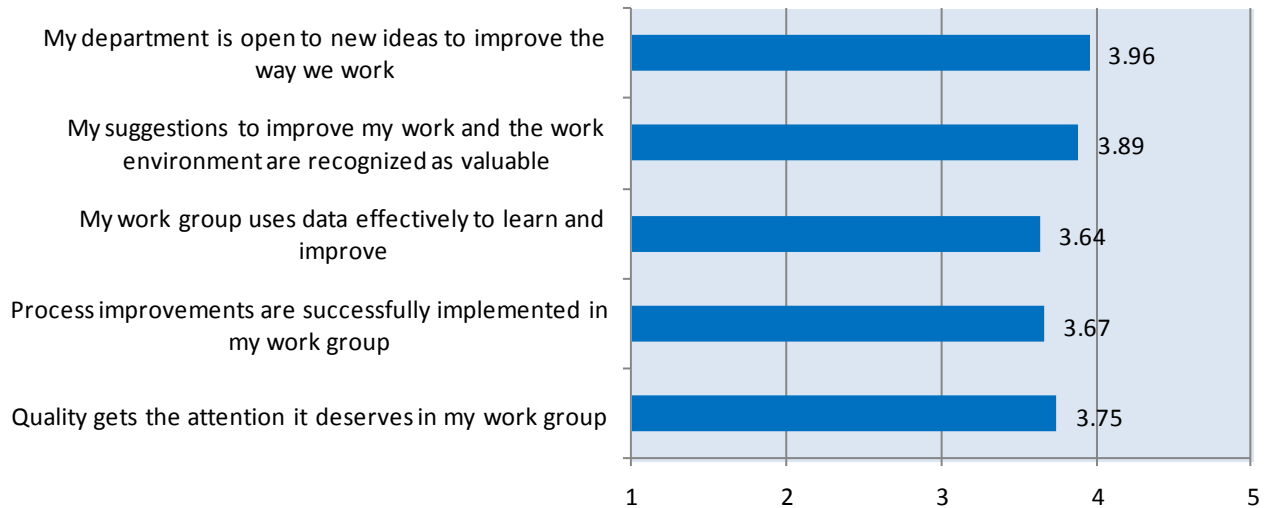 My department is open to new ideas to improve the
way we work
3.96
My suggestions to improve my work and the work
environment are recognized as valuable
3.89
My work group uses data effectively to learn and
improve
3.64
Process improvements are successfully implemented in
my work group
3.67
Quality gets the attention it deserves in my work group
3.75
1 2 3 4 5